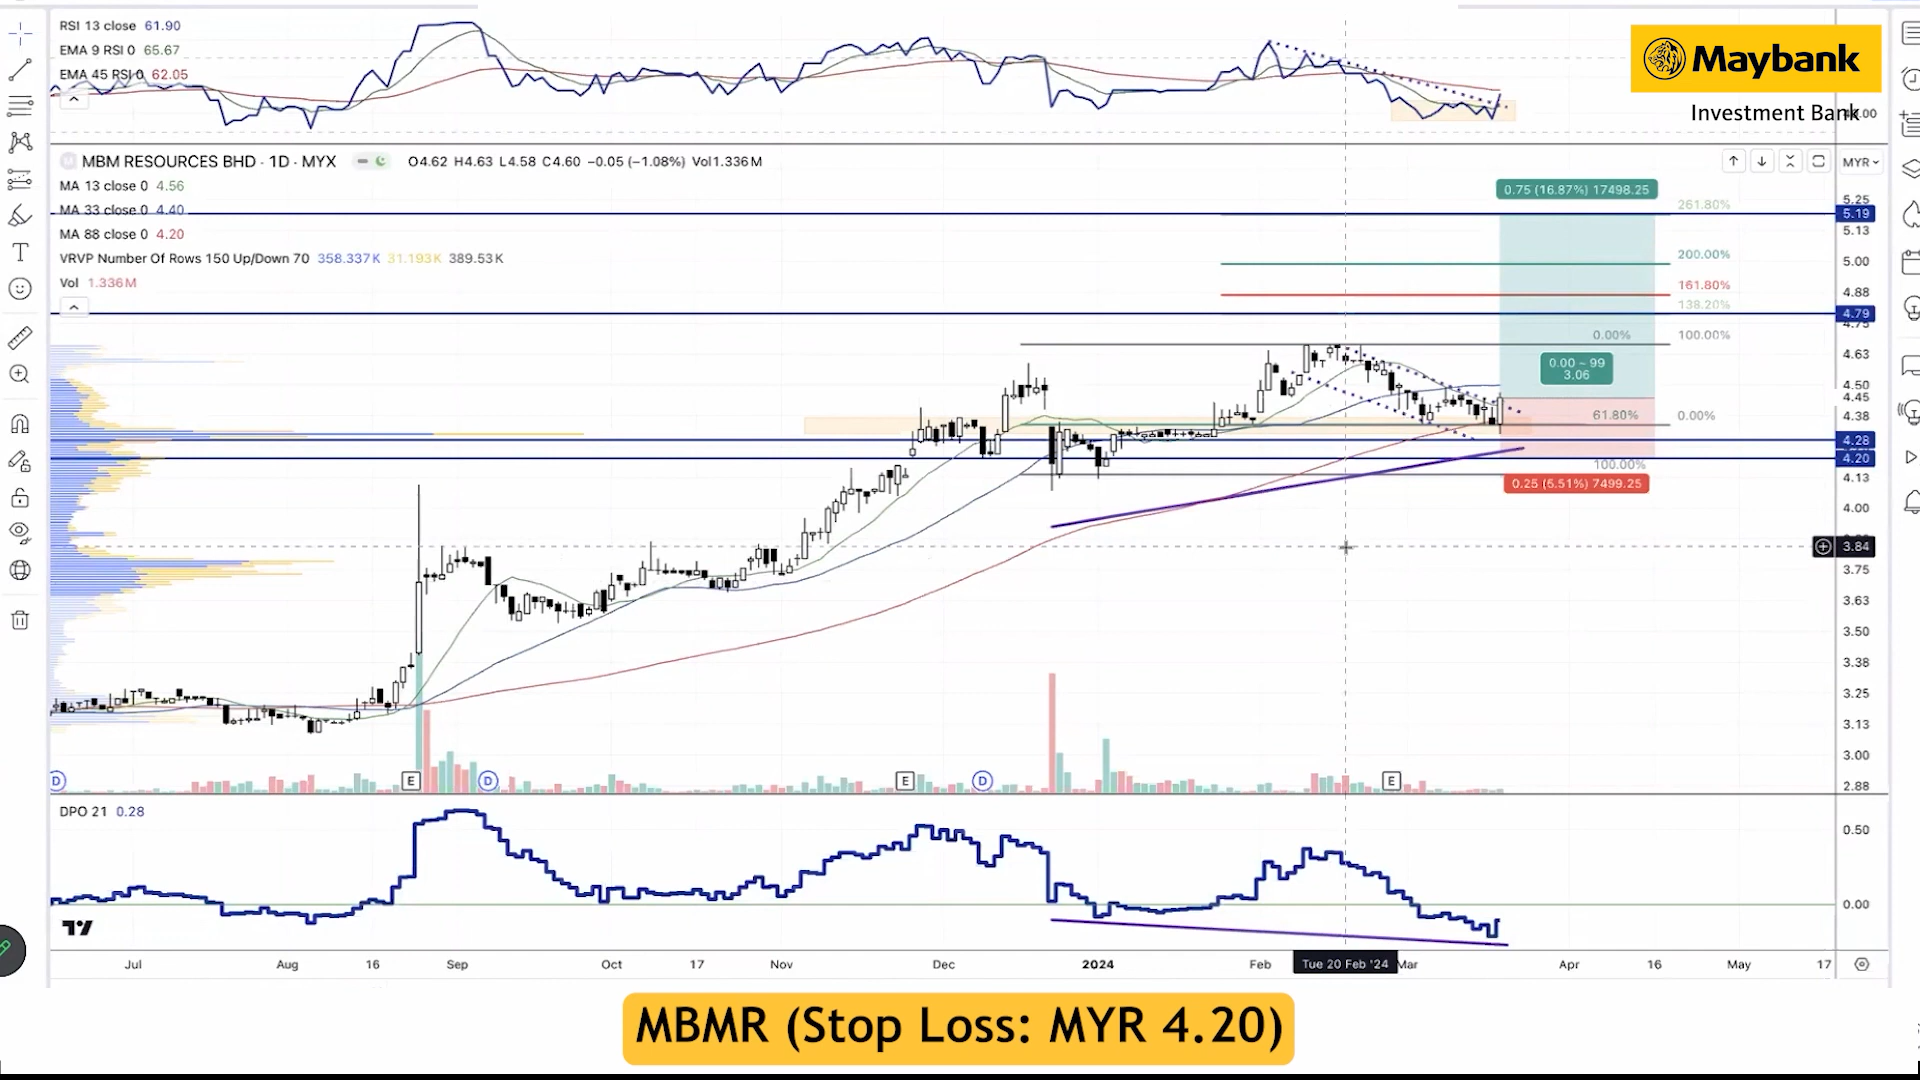 RSI 13 close 61.90
EMA 9 RSI 0 65.67
EMA 45 RSI 0 62.05
Maybank
Investment Bank
MBM RESOURCES BHD · 1D · MYX O4.62 H4.63 L4.58 C4.60 −0.05 (−1.08%) Vol1.336M
MYR
MA 13 close 0 4.56
MA 33 close 0 4.40
MA 88 close 0 4.20
VRVP Number Of Rows 150 Up/Down 70 358.337K 31.193K 389.53K
Vol 1.336M
0.75 (16.87%) 17498.25
261.80%
200.00%
161.80%
138.20%
0.00% 100.00%
0.00 ~ 99
3.06
61.80% 0.00%
100.00%
0.25 (5.51%) 7499.25
5.25
5.19
5.13
5.00
4.88
4.79
4.75
4.63
4.50
4.45
4.38
4.28
4.20
4.13
4.00
3.84
3.75
3.63
3.50
3.38
3.25
3.13
3.00
2.88
D E D E D E
DPO 21 0.28
0.50
0.00
Jul Aug 16 Sep Oct 17 Nov Dec 2024 Feb Tue 20 Feb '24 Mar Apr 16 May 17
MBMR (Stop Loss: MYR 4.20)